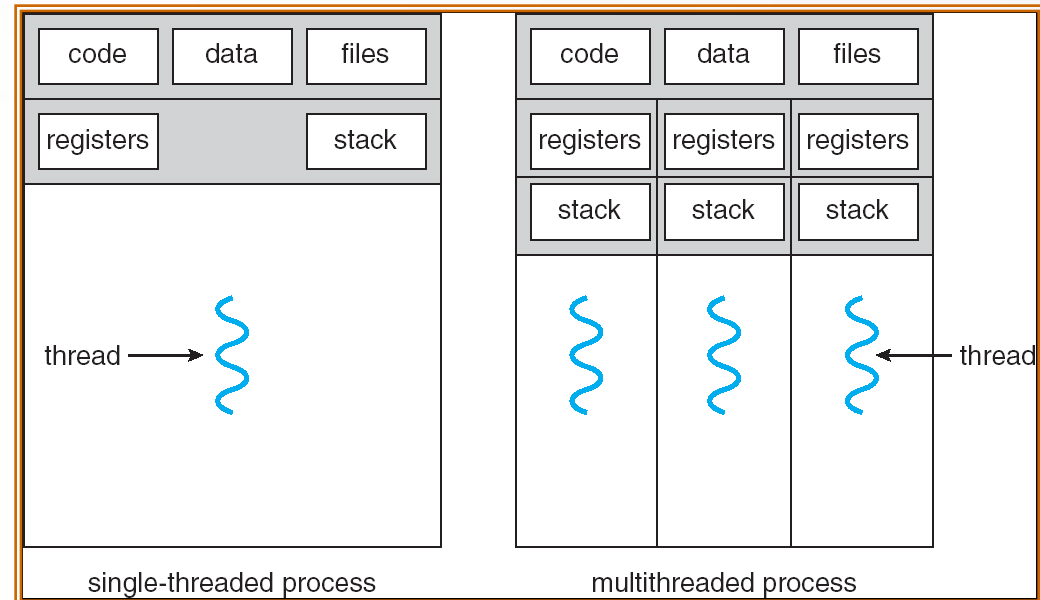 code data files
registers stack
thread
single-threaded process
code data files
registers registers registers
stack stack stack
thread
multithreaded process